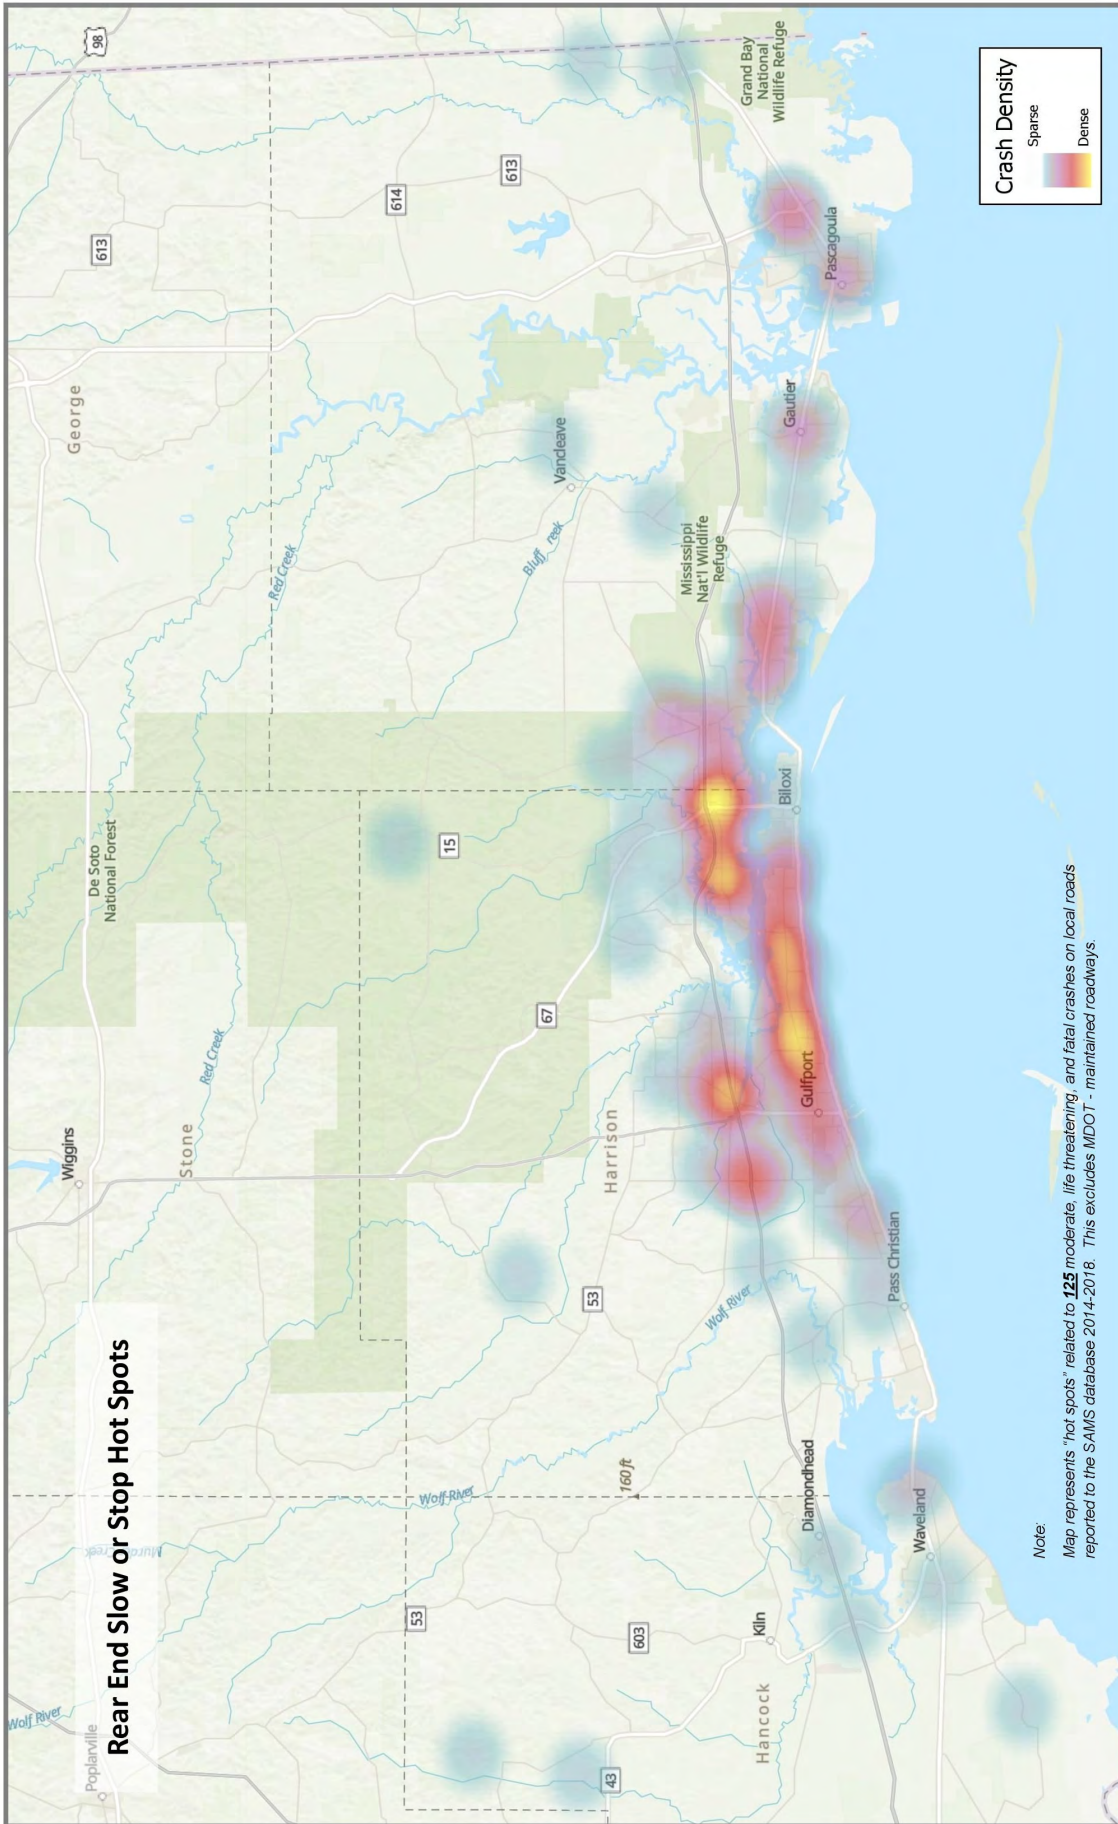 Rear End Slow or Stop Hot Spots
Poplarville
Wolf River
Wiggins
Stone
Red Creek
De Soto
National Forest
George
98
613
614
613
Red Creek
Bluff reek
Vancleave
15
67
53
Wolf River
53
43
603
Kiln
Hancock
160 ft
Harrison
Wolf River
Diamondhead
Waveland
Pass Christian
Gulfport
Biloxi
Mississippi
Nat'l Wildlife
Refuge
Gautier
Pascagoula
Grand Bay
National
Wildlife Refuge
Crash Density
Sparse
Dense
Note:
Map represents "hot spots" related to 125 moderate, life threatening, and fatal crashes on local roads
reported to the SAMS database 2014-2018. This excludes MDOT - maintained roadways.